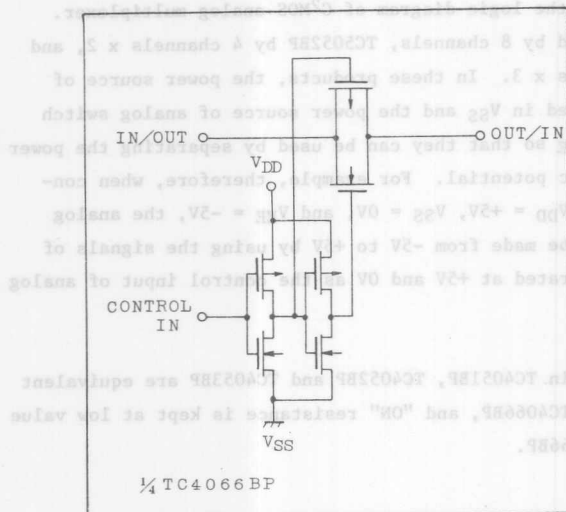 the logic diagram of C²MOS analog multiplexer.
d by 8 channels, TC5052BP by 4 channels x 2, and
s x 3. In these products, the power source of
ed in VSS and the power source of analog switch
g so that they can be used by separating the power
c potential. For example, therefore, when con-
VDD = +5V, VSS = 0V, and VEE = -5V, the analog
be made from -5V to +5V by using the signals of
rated at +5V and 0V as the control input of analog
in TC4051BP, TC4052BP and TC4053BP are equivalent
TC4066BP, and "ON" resistance is kept at low value
66BP.
IN/OUT
OUT/IN
VDD
CONTROL
IN
VSS
¼ TC4066BP